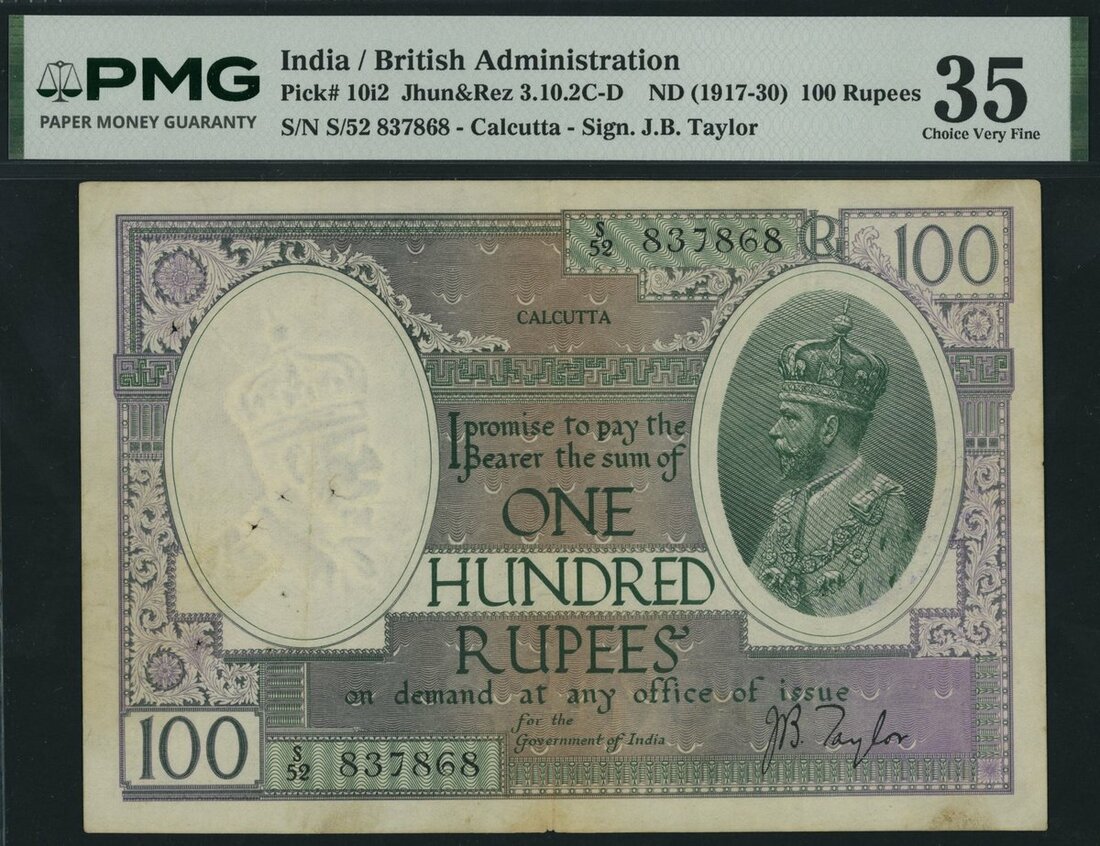 PMG
PAPER MONEY GUARANTY
India / British Administration
Pick# 10i2 Jhun&Rez 3.10.2C-D ND (1917-30) 100 Rupees
S/N S/52 837868 - Calcutta - Sign. J.B. Taylor
35
Choice Very Fine
S/52 837868
R
100
CALCUTTA
I promise to pay the
Bearer the sum of
ONE
HUNDRED
RUPEES
on demand at any office of issue
for the
Government of India
J.B. Taylor
100
S/52 837868